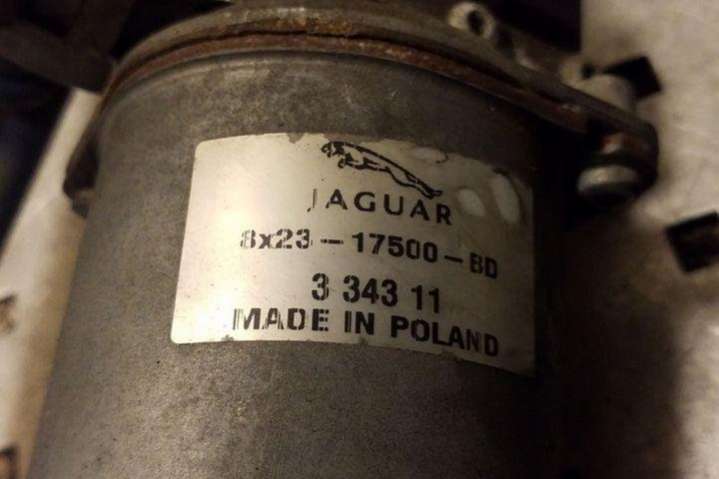 JAGUAR
8x23-17500-BD
3 343 11
MADE IN POLAND